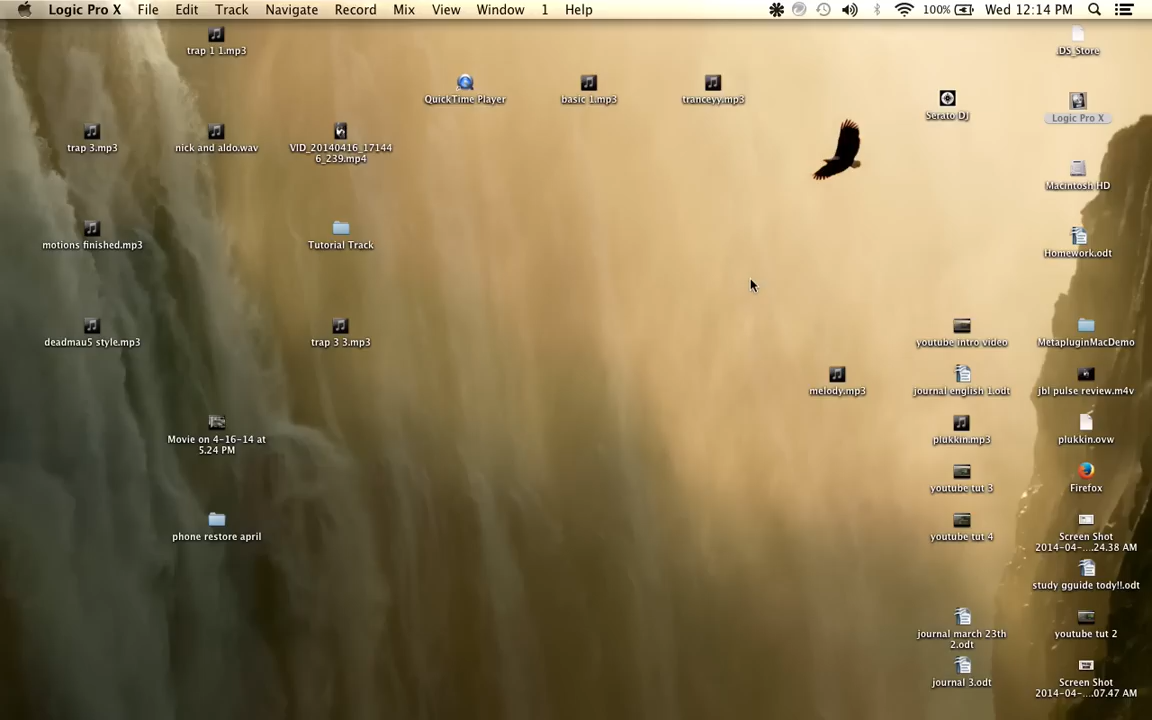 Logic Pro X File Edit Track Navigate Record Mix View Window 1 Help 100% Wed 12:14 PM
trap 1 1.mp3
.DS_Store
QuickTime Player
basic 1.mp3
tranceyy.mp3
Serato DJ
Logic Pro X
trap 3.mp3
nick and aldo.wav
VID_20140416_17144
6_239.mp4
Macintosh HD
motions finished.mp3
Tutorial Track
Homework.odt
deadmau5 style.mp3
trap 3 3.mp3
youtube intro video
MetapluginMacDemo
melody.mp3
journal english 1.odt
jbl pulse review.m4v
Movie on 4-16-14 at
5.24 PM
plukkin.mp3
plukkin.ovw
youtube tut 3
Firefox
phone restore april
youtube tut 4
Screen Shot
2014-04-....24.38 AM
study gguide tody!!.odt
journal march 23th
2.odt
youtube tut 2
journal 3.odt
Screen Shot
2014-04-....07.47 AM